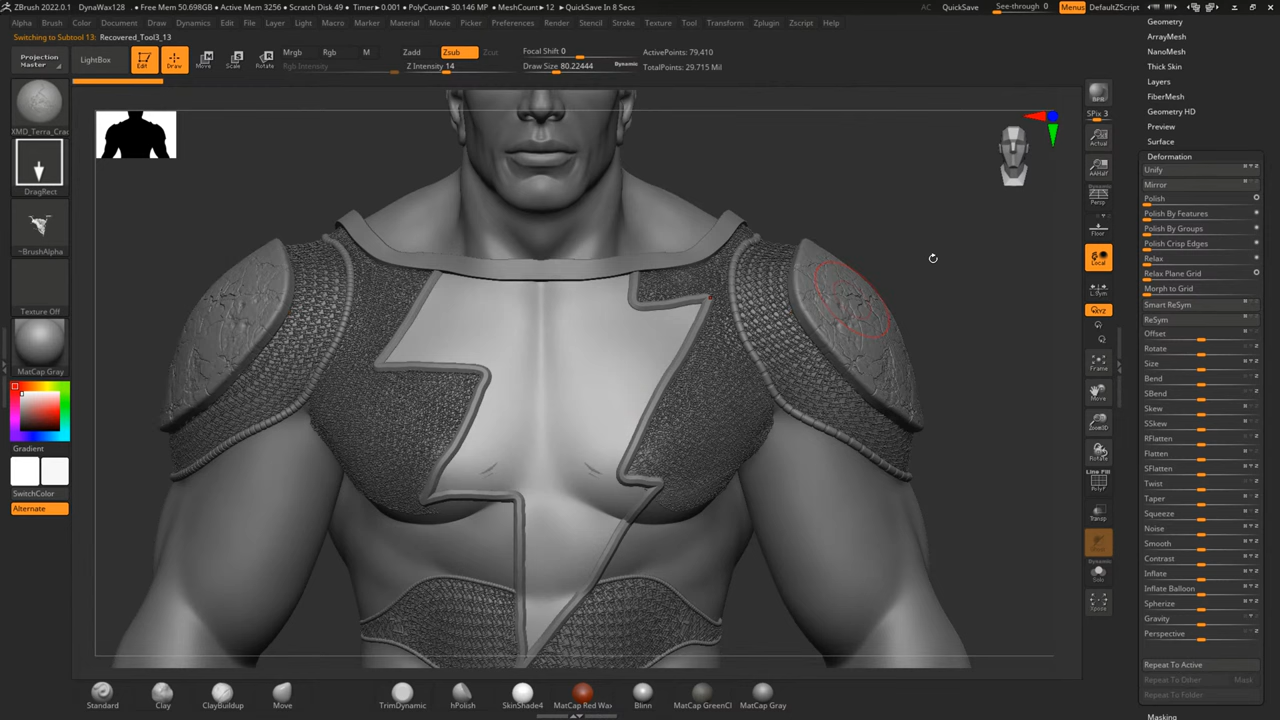 ZBrush 2022.0.1
DynaWax128
• Free Mem 50.698GB • Active Mem 3256 • Scratch Disk 49 • Timer▶0.001 • PolyCount▶30.146 MP • MeshCount▶12 • QuickSave In 8 Secs
AC
QuickSave
See-through 0
Menus
DefaultZScript
Alpha Brush Color Document Draw Dynamics Edit File Layer Light Macro Marker Material Movie Picker Preferences Render Stencil Stroke Texture Tool Transform Zplugin Zscript Help
Switching to Subtool 13: Recovered_Tool3_13
Projection Master
LightBox
Edit
Draw
Move
Scale
Rotate
Mrgb
Rgb
M
Rgb Intensity
Zadd
Zsub
Zcut
Z Intensity 14
Focal Shift 0
Draw Size 80.22444
Dynamic
ActivePoints: 79,410
TotalPoints: 29.715 Mil
XMD_Terra_Crac
DragRect
~BrushAlpha
Texture Off
MatCap Gray
Gradient
SwitchColor
Alternate
BPR
SPix 3
Actual
AAHalf
Dynamic
Persp
Floor
Local
L.Sym
XYZ
Frame
Move
Zoom3D
Rotate
Line Fill
PolyF
Transp
Dynamic
Solo
Xpose
Geometry
ArrayMesh
NanoMesh
Thick Skin
Layers
FiberMesh
Geometry HD
Preview
Surface
Deformation
Unify
Mirror
Polish
Polish By Features
Polish By Groups
Polish Crisp Edges
Relax
Relax Plane Grid
Morph to Grid
Smart ReSym
ReSym
Offset
Rotate
Size
Bend
SBend
Skew
SSkew
RFlatten
Flatten
SFlatten
Twist
Taper
Squeeze
Noise
Smooth
Contrast
Inflate
Inflate Balloon
Spherize
Gravity
Perspective
Repeat To Active
Repeat To Other
Mask
Repeat To Folder
Masking
Standard
Clay
ClayBuildup
Move
TrimDynamic
hPolish
SkinShade4
MatCap Red Wax
Blinn
MatCap GreenCl
MatCap Gray